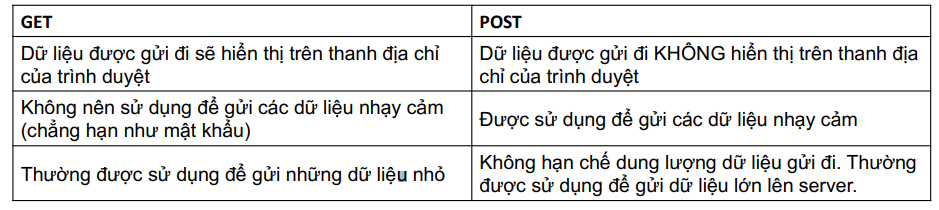 GET
POST
Dữ liệu được gửi đi sẽ hiển thị trên thanh địa chỉ
của trình duyệt
Dữ liệu được gửi đi KHÔNG hiển thị trên thanh địa
chỉ của trình duyệt
Không nên sử dụng để gửi các dữ liệu nhạy cảm
(chẳng hạn như mật khẩu)
Được sử dụng để gửi các dữ liệu nhạy cảm
Thường được sử dụng để gửi những dữ liệu nhỏ
Không hạn chế dung lượng dữ liệu gửi đi. Thường
được sử dụng để gửi dữ liệu lớn lên server.